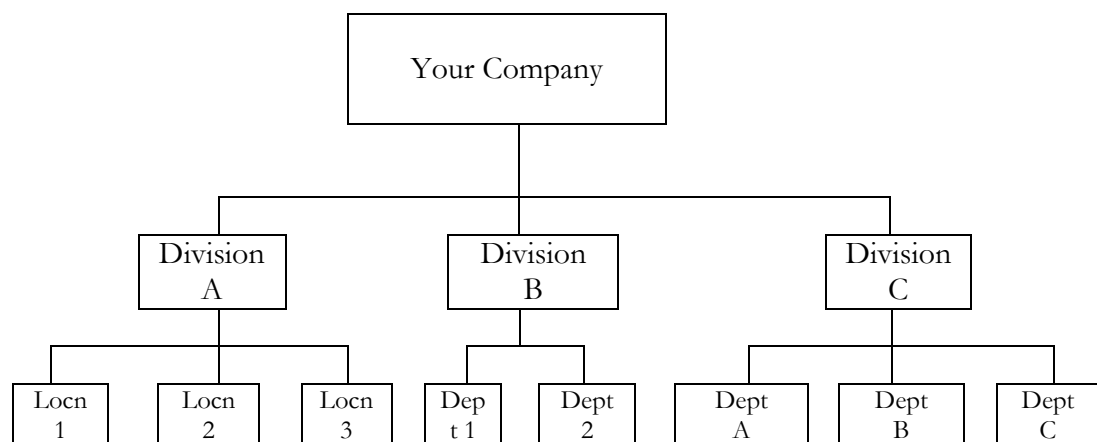 Your Company
Division
A
Division
B
Division
C
Locn
1
Locn
2
Locn
3
Dep
t 1
Dept
2
Dept
A
Dept
B
Dept
C